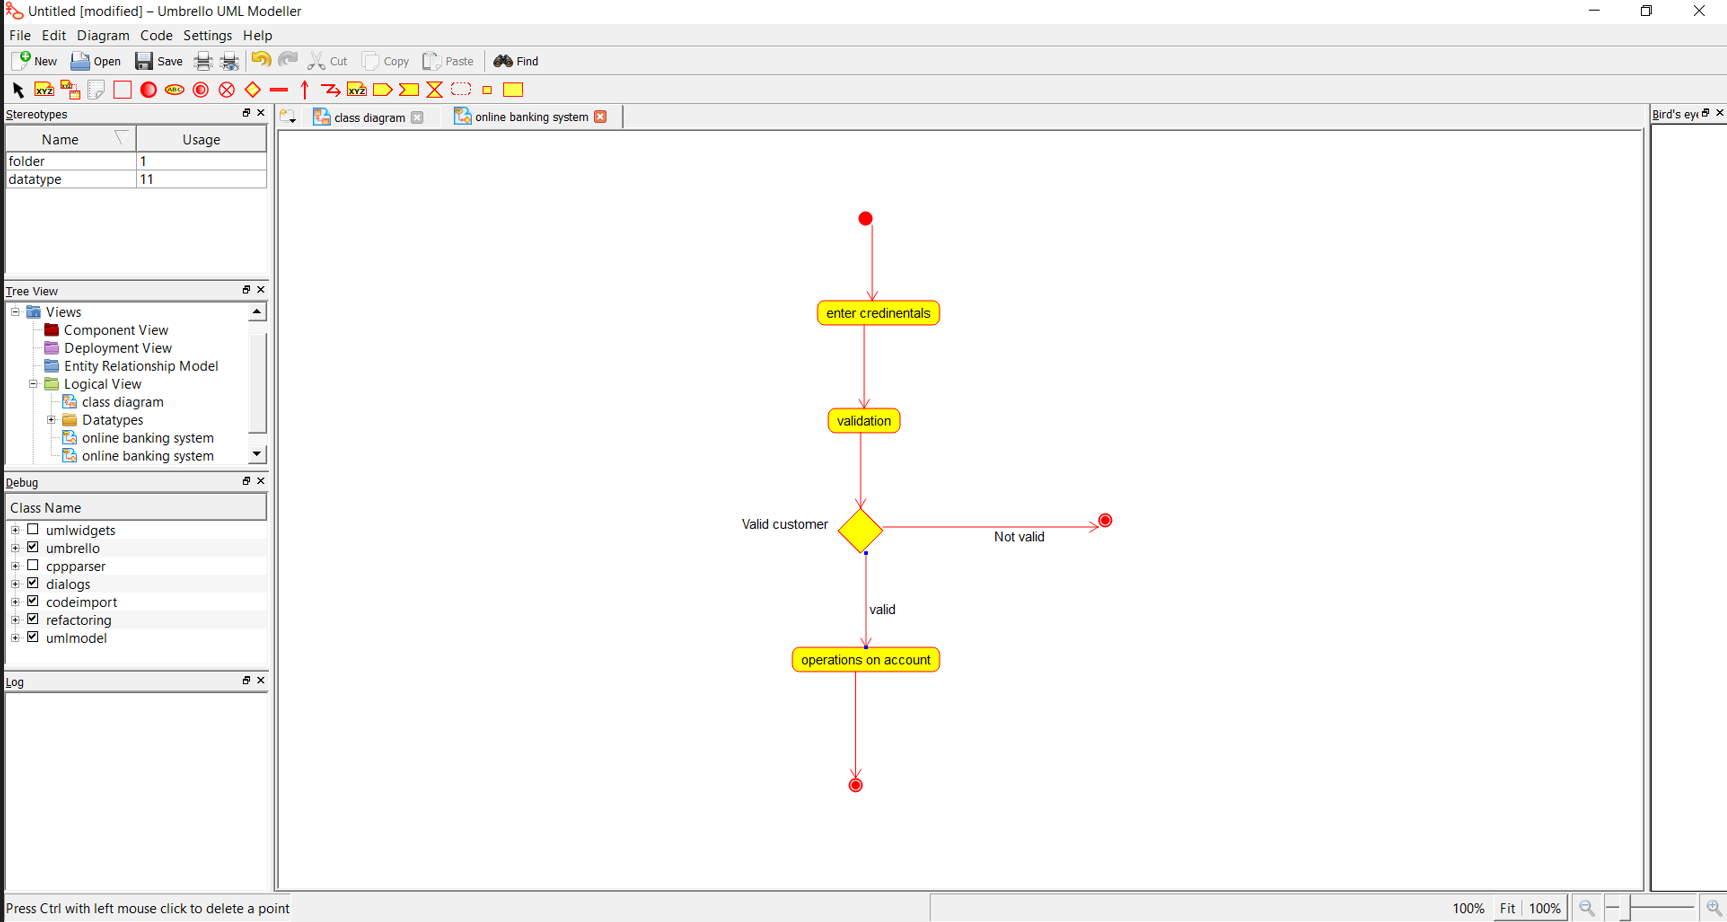 Untitled [modified] – Umbrello UML Modeller
File Edit Diagram Code Settings Help
New Open Save Cut Copy Paste Find
XYZ XYZ ABC XYZ
Stereotypes
Name Usage
folder 1
datatype 11
Tree View
Views
Component View
Deployment View
Entity Relationship Model
Logical View
class diagram
Datatypes
online banking system
online banking system
Debug
Class Name
umlwidgets
umbrello
cppparser
dialogs
codeimport
refactoring
umlmodel
Log
class diagram online banking system
enter credinentals
validation
Valid customer
Not valid
valid
operations on account
Bird's eye
Press Ctrl with left mouse click to delete a point
100% Fit 100%